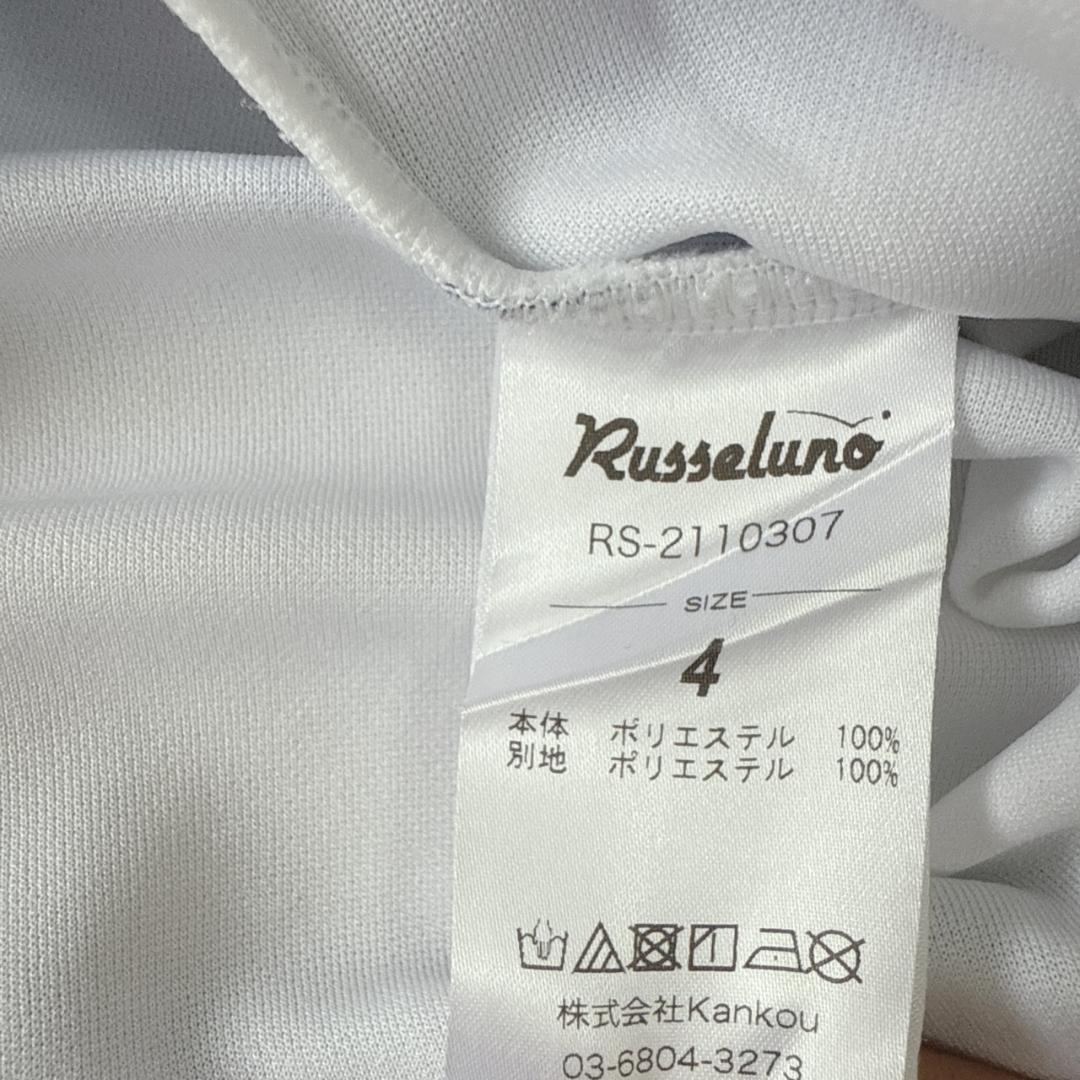 Russeluno
RS-2110307
SIZE
4
本体 ポリエステル 100%
別地 ポリエステル 100%
株式会社Kankou
03-6804-3273